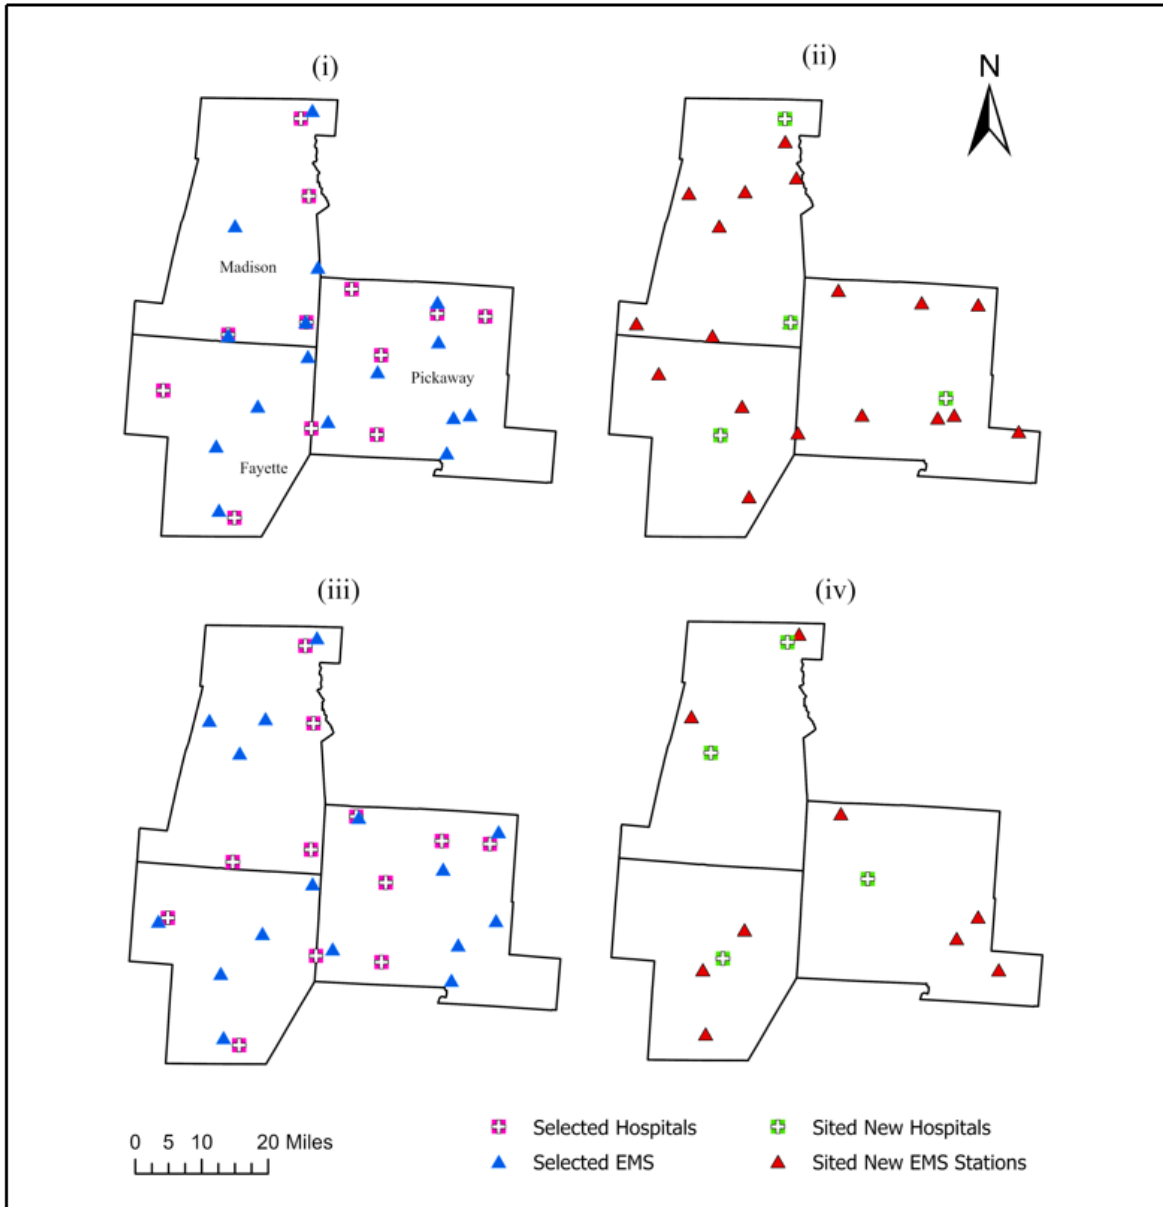 (i)
(ii)
N
Madison
Pickaway
Fayette
(iii)
(iv)
0 5 10 20 Miles
Selected Hospitals
Sited New Hospitals
Selected EMS
Sited New EMS Stations